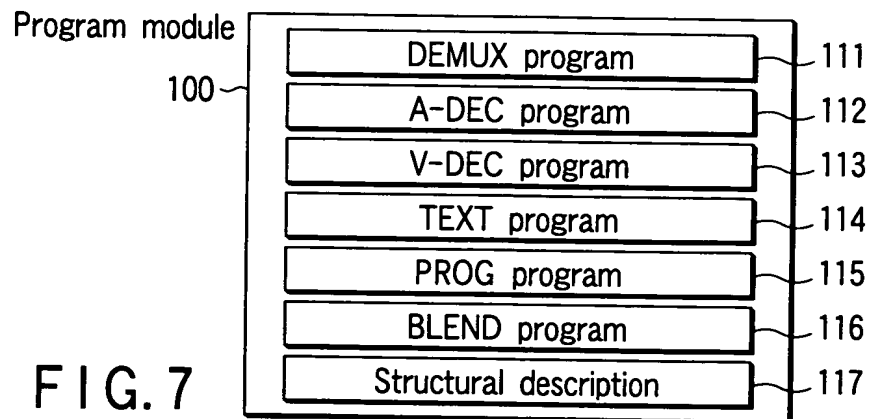 Program module
100
DEMUX program 111
A-DEC program 112
V-DEC program 113
TEXT program 114
PROG program 115
BLEND program 116
Structural description 117
FIG. 7